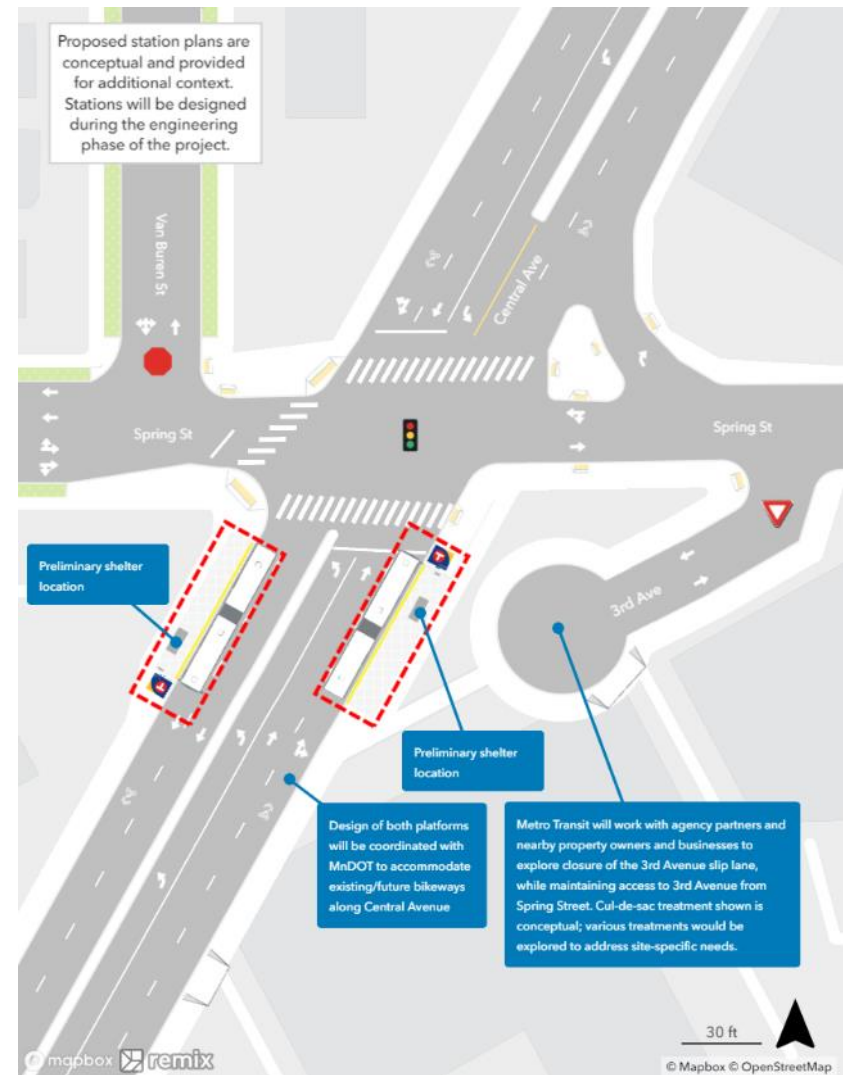 Proposed station plans are
conceptual and provided
for additional context.
Stations will be designed
during the engineering
phase of the project.
Van Buren St
Central Ave
Spring St
Spring St
3rd Ave
Preliminary shelter
location
Preliminary shelter
location
Design of both platforms
will be coordinated with
MnDOT to accommodate
existing/future bikeways
along Central Avenue
Metro Transit will work with agency partners and
nearby property owners and businesses to
explore closure of the 3rd Avenue slip lane,
while maintaining access to 3rd Avenue from
Spring Street. Cul-de-sac treatment shown is
conceptual; various treatments would be
explored to address site-specific needs.
30 ft
mapbox remix
© Mapbox © OpenStreetMap